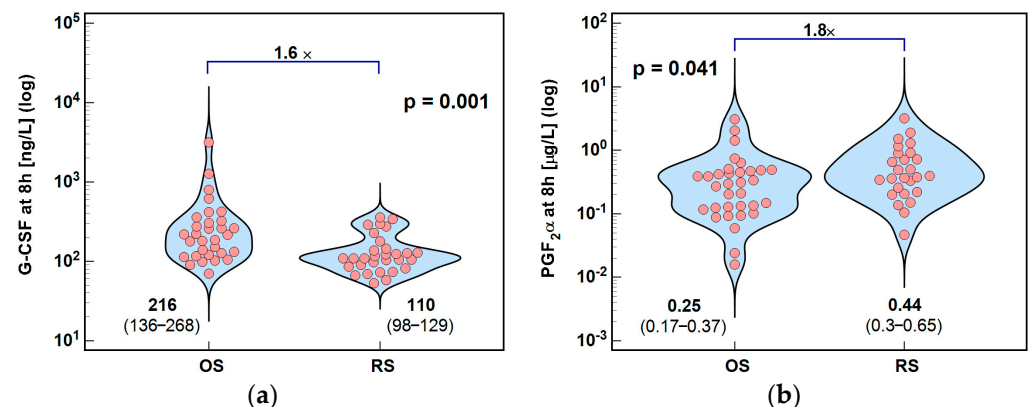 10⁵
10⁴
10³
10²
10¹
G-CSF at 8h [ng/L] (log)
1.6 ×
p = 0.001
216
(136–268)
110
(98–129)
OS
RS
(a)
10²
10¹
10⁰
10⁻¹
10⁻²
10⁻³
PGF₂α at 8h [µg/L] (log)
1.8×
p = 0.041
0.25
(0.17–0.37)
0.44
(0.3–0.65)
OS
RS
(b)